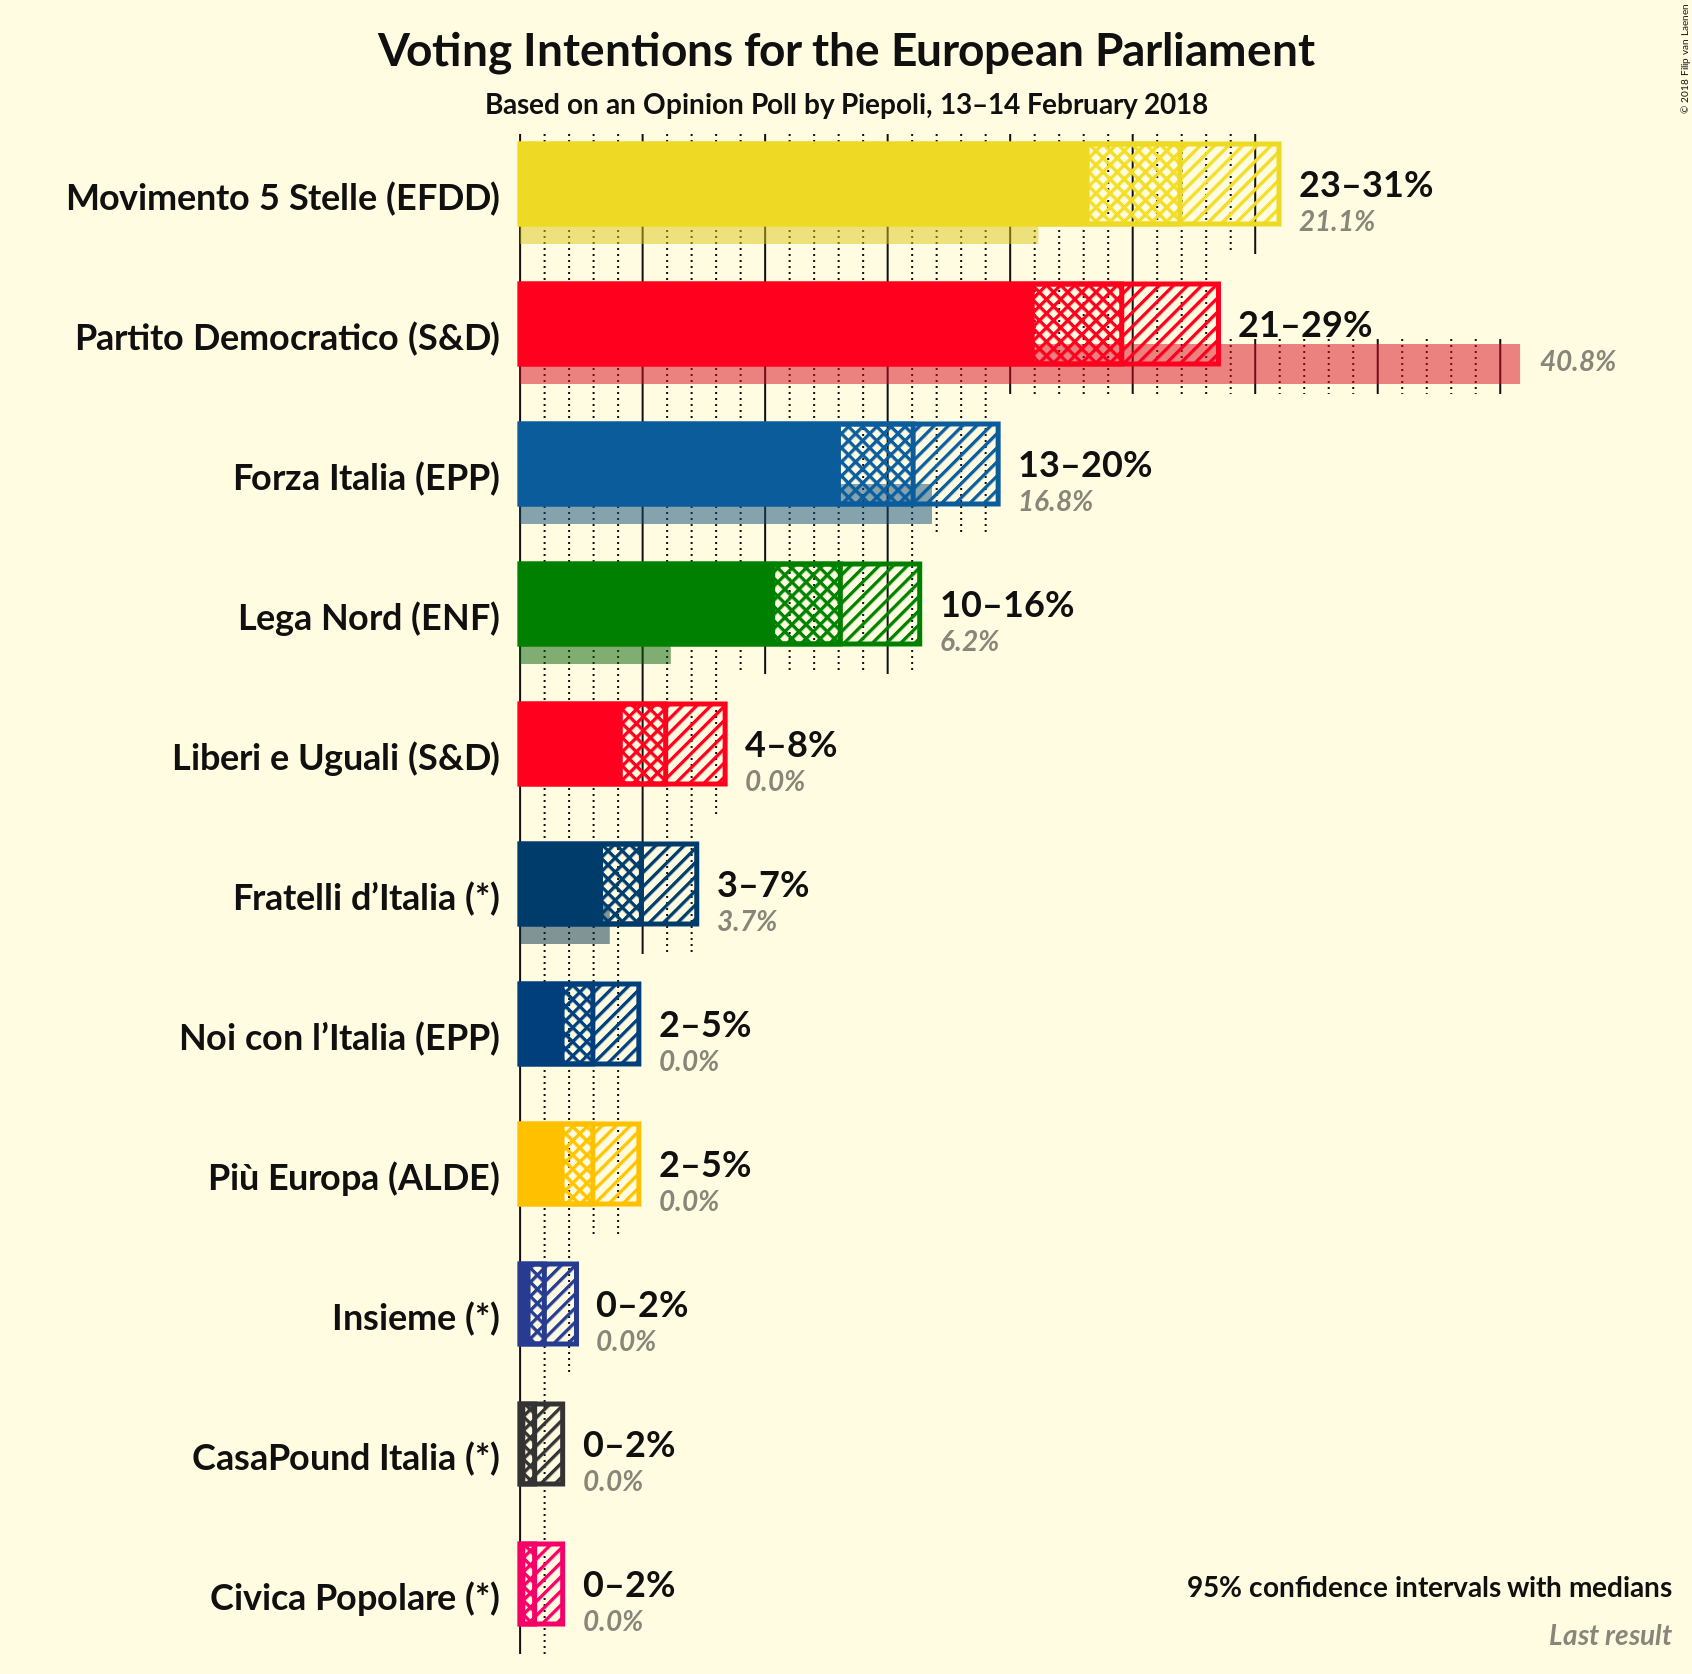 Voting Intentions for the European Parliament
Based on an Opinion Poll by Piepoli, 13–14 February 2018
© 2018 Filip van Laenen
Movimento 5 Stelle (EFDD)
23–31%
21.1%
Partito Democratico (S&D)
21–29%
40.8%
Forza Italia (EPP)
13–20%
16.8%
Lega Nord (ENF)
10–16%
6.2%
Liberi e Uguali (S&D)
4–8%
0.0%
Fratelli d’Italia (*)
3–7%
3.7%
Noi con l’Italia (EPP)
2–5%
0.0%
Più Europa (ALDE)
2–5%
0.0%
Insieme (*)
0–2%
0.0%
CasaPound Italia (*)
0–2%
0.0%
Civica Popolare (*)
0–2%
0.0%
95% confidence intervals with medians
Last result